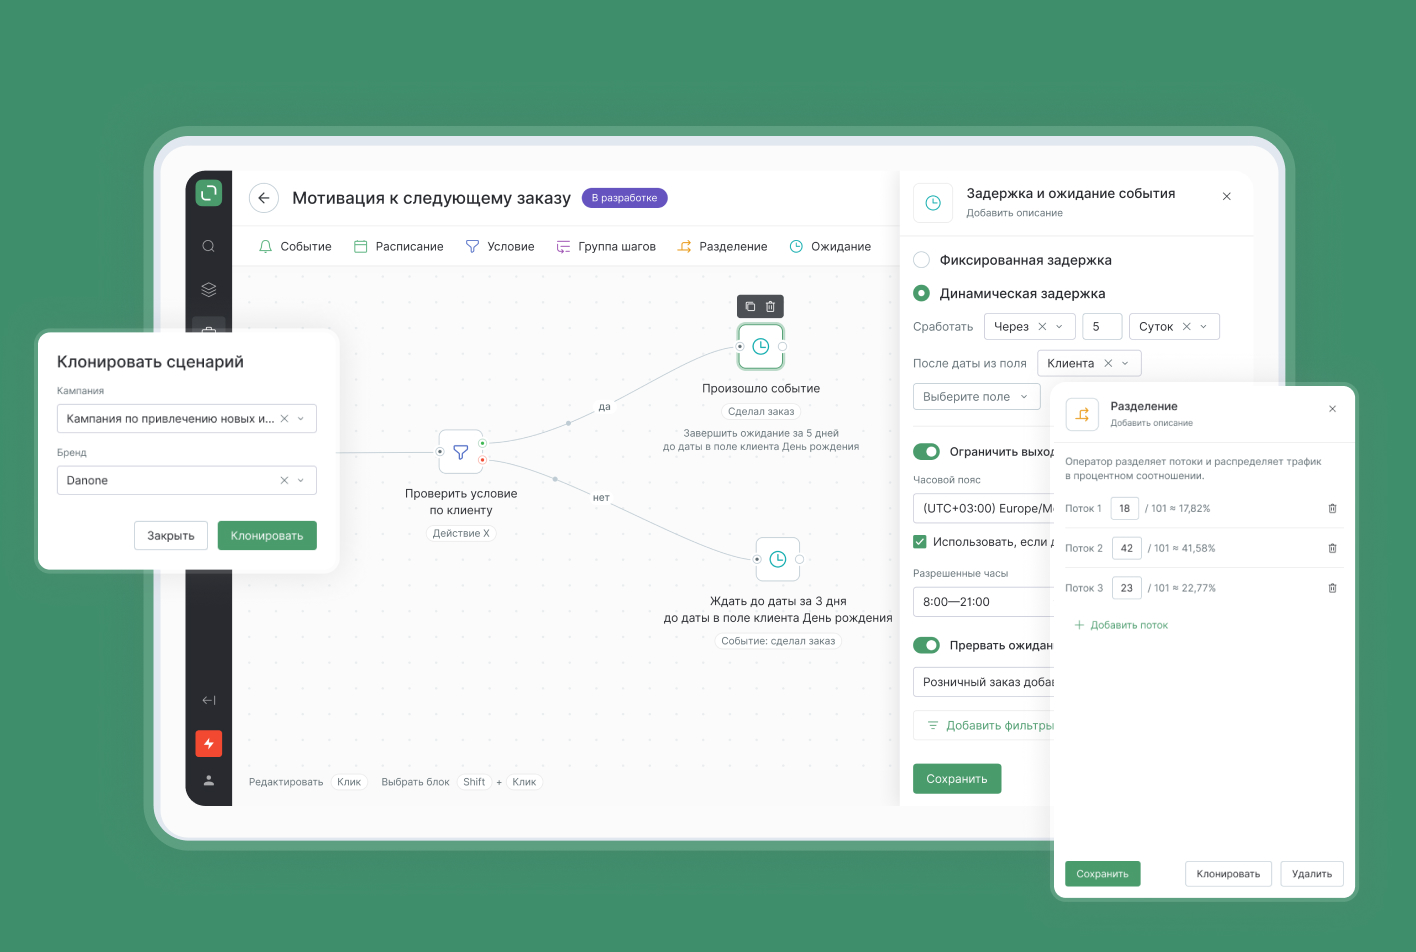 Мотивация к следующему заказу
В разработке
Событие
Расписание
Условие
Группа шагов
Разделение
Ожидание
Клонировать сценарий
Кампания
Кампания по привлечению новых и...
Бренд
Danone
Закрыть
Клонировать
Проверить условие
по клиенту
Действие X
да
нет
Произошло событие
Сделал заказ
Завершить ожидание за 5 дней
до даты в поле клиента День рождения
Ждать до даты за 3 дня
до даты в поле клиента День рождения
Событие: сделал заказ
Редактировать Клик Выбрать блок Shift + Клик
Задержка и ожидание события
Добавить описание
Фиксированная задержка
Динамическая задержка
Сработать Через 5 Суток
После даты из поля Клиента
Выберите поле
Ограничить выход
Часовой пояс
(UTC+03:00) Europe/M
Использовать, если
Разрешенные часы
8:00—21:00
Прервать ожидан
Розничный заказ добав
Добавить фильтры
Сохранить
Разделение
Добавить описание
Оператор разделяет потоки и распределяет трафик
в процентном соотношении.
Поток 1 18 / 101 ≈ 17,82%
Поток 2 42 / 101 ≈ 41,58%
Поток 3 23 / 101 ≈ 22,77%
Добавить поток
Сохранить
Клонировать
Удалить